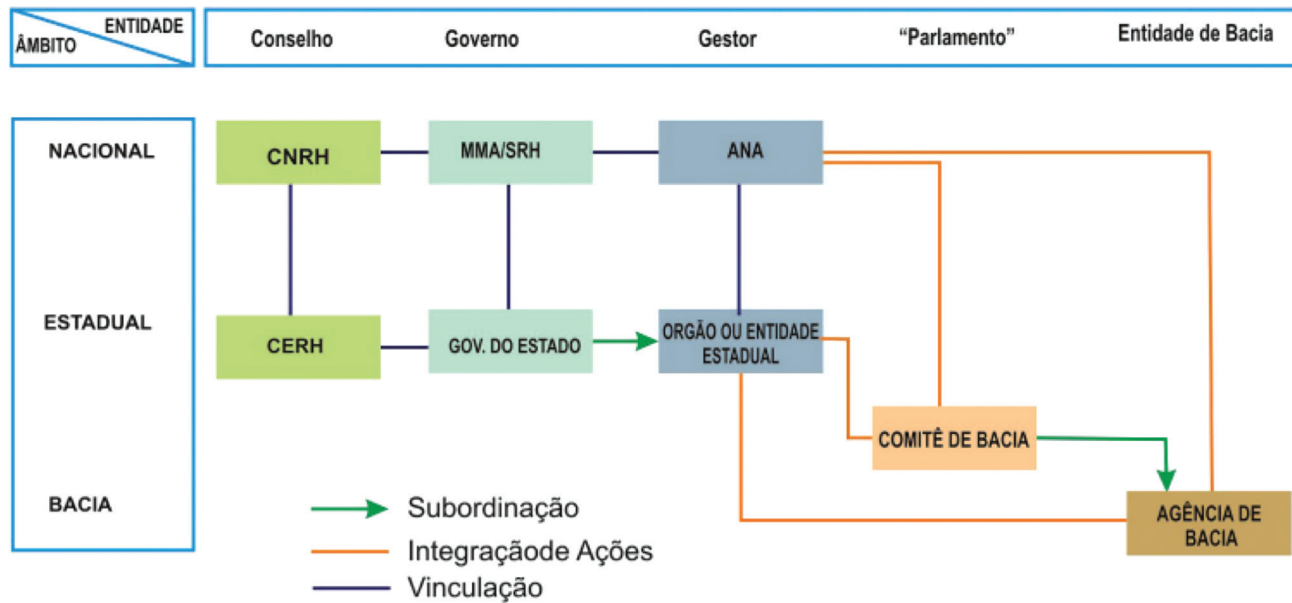 ENTIDADE
ÂMBITO
Conselho
Governo
Gestor
“Parlamento”
Entidade de Bacia
NACIONAL
CNRH
MMA/SRH
ANA
ESTADUAL
CERH
GOV. DO ESTADO
ORGÃO OU ENTIDADE
ESTADUAL
COMITÊ DE BACIA
BACIA
AGÊNCIA DE
BACIA
Subordinação
Integraçãode Ações
Vinculação